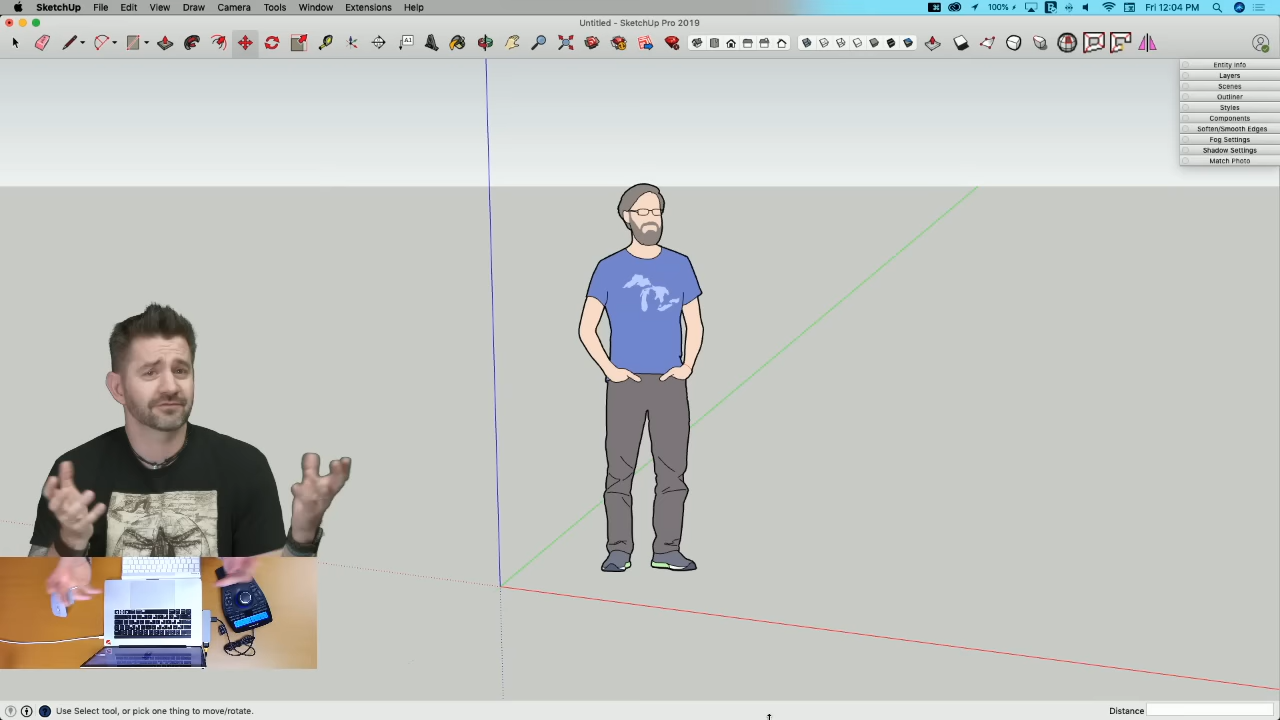 SketchUp File Edit View Draw Camera Tools Window Extensions Help 100% Fri 12:04 PM
Untitled - SketchUp Pro 2019
Entity Info
Layers
Scenes
Outliner
Styles
Components
Soften/Smooth Edges
Fog Settings
Shadow Settings
Match Photo
Use Select tool, or pick one thing to move/rotate.
Distance